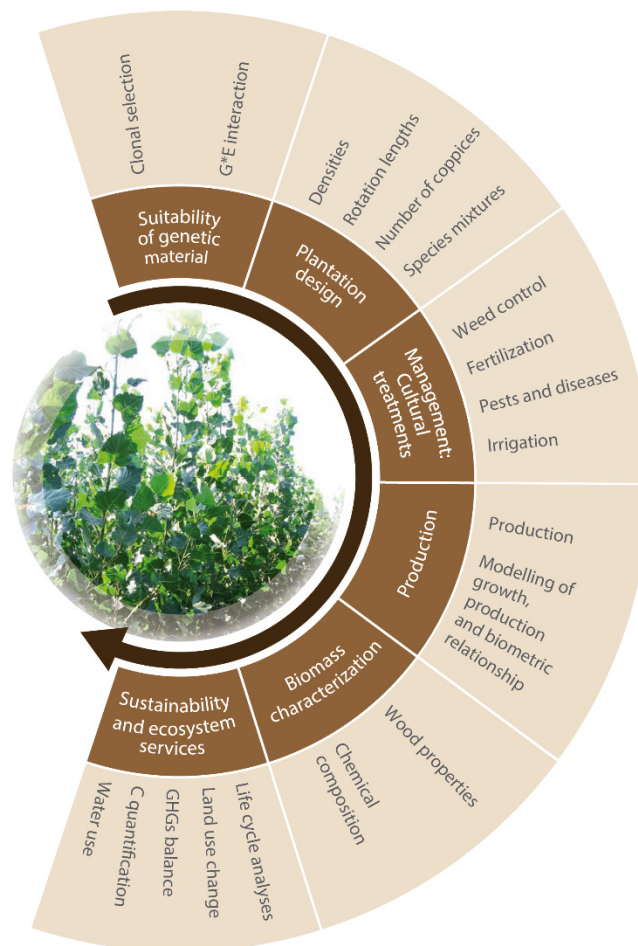 Clonal selection
G*E interaction
Suitability
of genetic
material
Densities
Rotation lengths
Number of coppices
Species mixtures
Plantation
design
Weed control
Fertilization
Pests and diseases
Irrigation
Management:
Cultural
treatments
Production
Production
Modelling of
growth,
production
and biometric
relationship
Biomass
characterization
Wood properties
Chemical
composition
Sustainability
and ecosystem
services
Life cycle analyses
Land use change
GHGs balance
C quantification
Water use